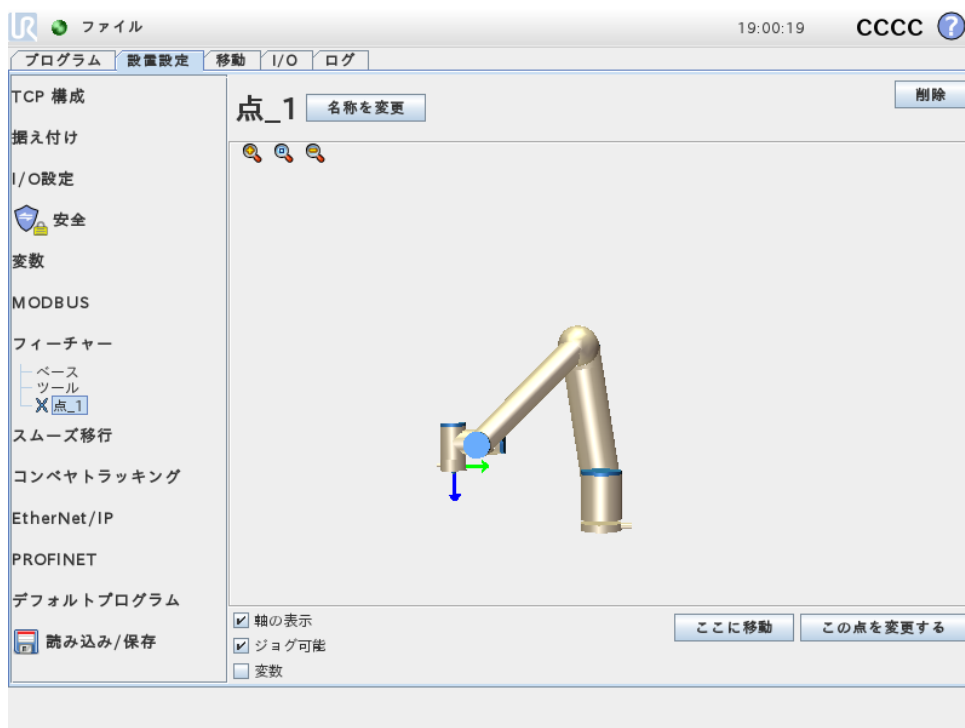 UR ファイル 19:00:19 CCCC ?
プログラム 設置設定 移動 I/O ログ
TCP 構成
据え付け
I/O設定
安全
変数
MODBUS
フィーチャー
ベース
ツール
点_1
スムーズ移行
コンベヤトラッキング
EtherNet/IP
PROFINET
デフォルトプログラム
読み込み/保存
点_1 名称を変更 削除
軸の表示
ジョグ可能
変数
ここに移動 この点を変更する